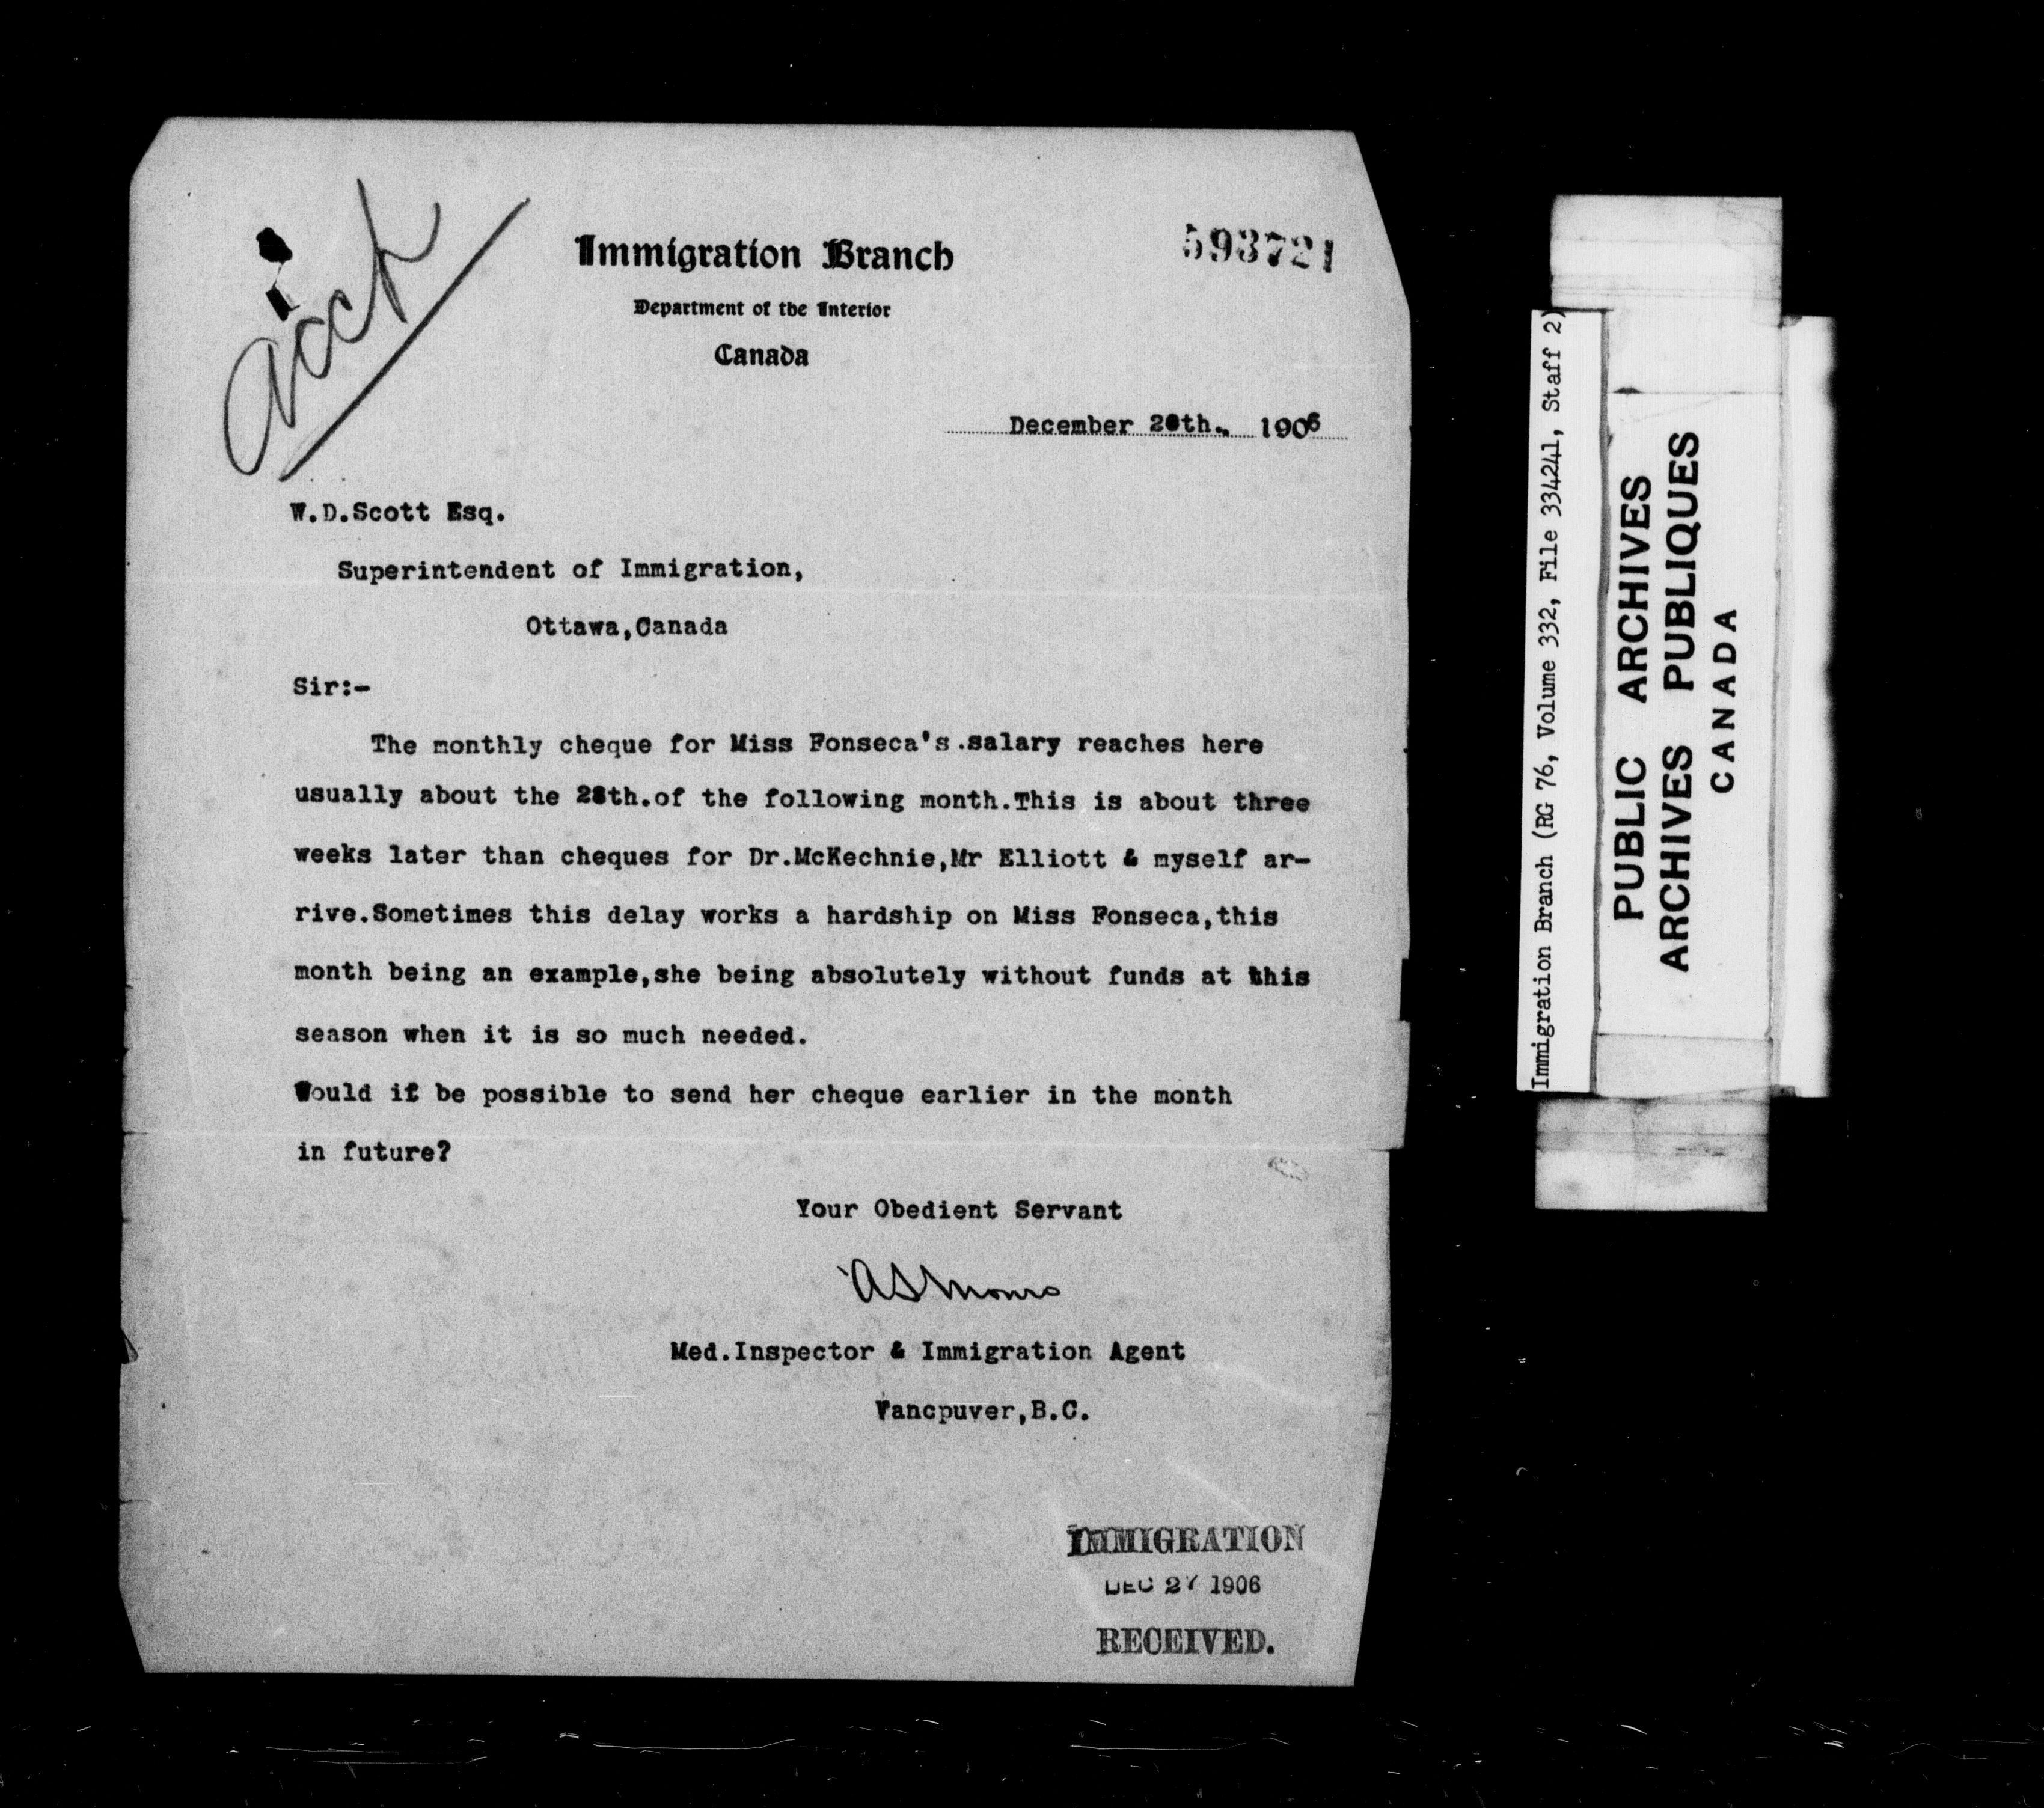 Acct
Immigration Branch
593721
Department of the Interior
Canada
December 20th., 1906
W.D.Scott Esq.
Superintendent of Immigration,
Ottawa,Canada
Sir:-
The monthly cheque for Miss Fonseca's.salary reaches here
usually about the 28th.of the following month.This is about three
weeks later than cheques for Dr.McKechnie,Mr Elliott & myself ar-
rive.Sometimes this delay works a hardship on Miss Fonseca,this
month being an example,she being absolutely without funds at this
season when it is so much needed.
Would it be possible to send her cheque earlier in the month
in future?
Your Obedient Servant
A S Monro
Med.Inspector & Immigration Agent
Vancpuver,B.C.
IMMIGRATION
DEC 27 1906
RECEIVED.
Immigration Branch (RG 76, Volume 332, File 334241, Staff 2)
PUBLIC ARCHIVES
ARCHIVES PUBLIQUES
CANADA